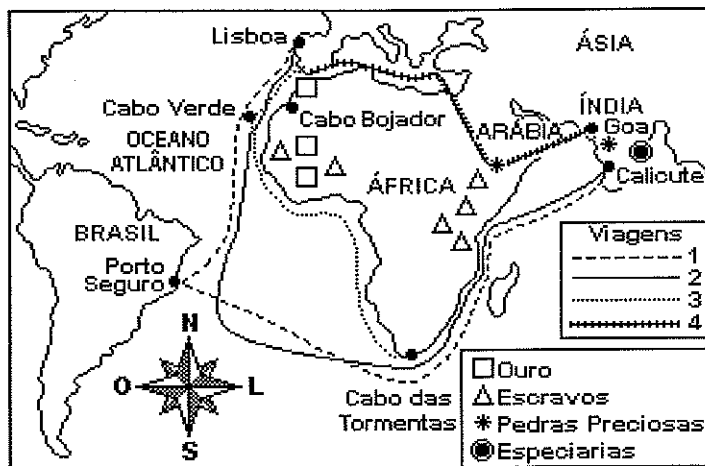 Lisboa
ÁSIA
Cabo Verde
Cabo Bojador
ÍNDIA
ARÁBIA
Goa
OCEANO
ATLÂNTICO
ÁFRICA
Calicute
BRASIL
Porto
Seguro
Viagens
1
2
3
4
N
O
L
S
Cabo das
Tormentas
Ouro
Escravos
Pedras Preciosas
Especiarias